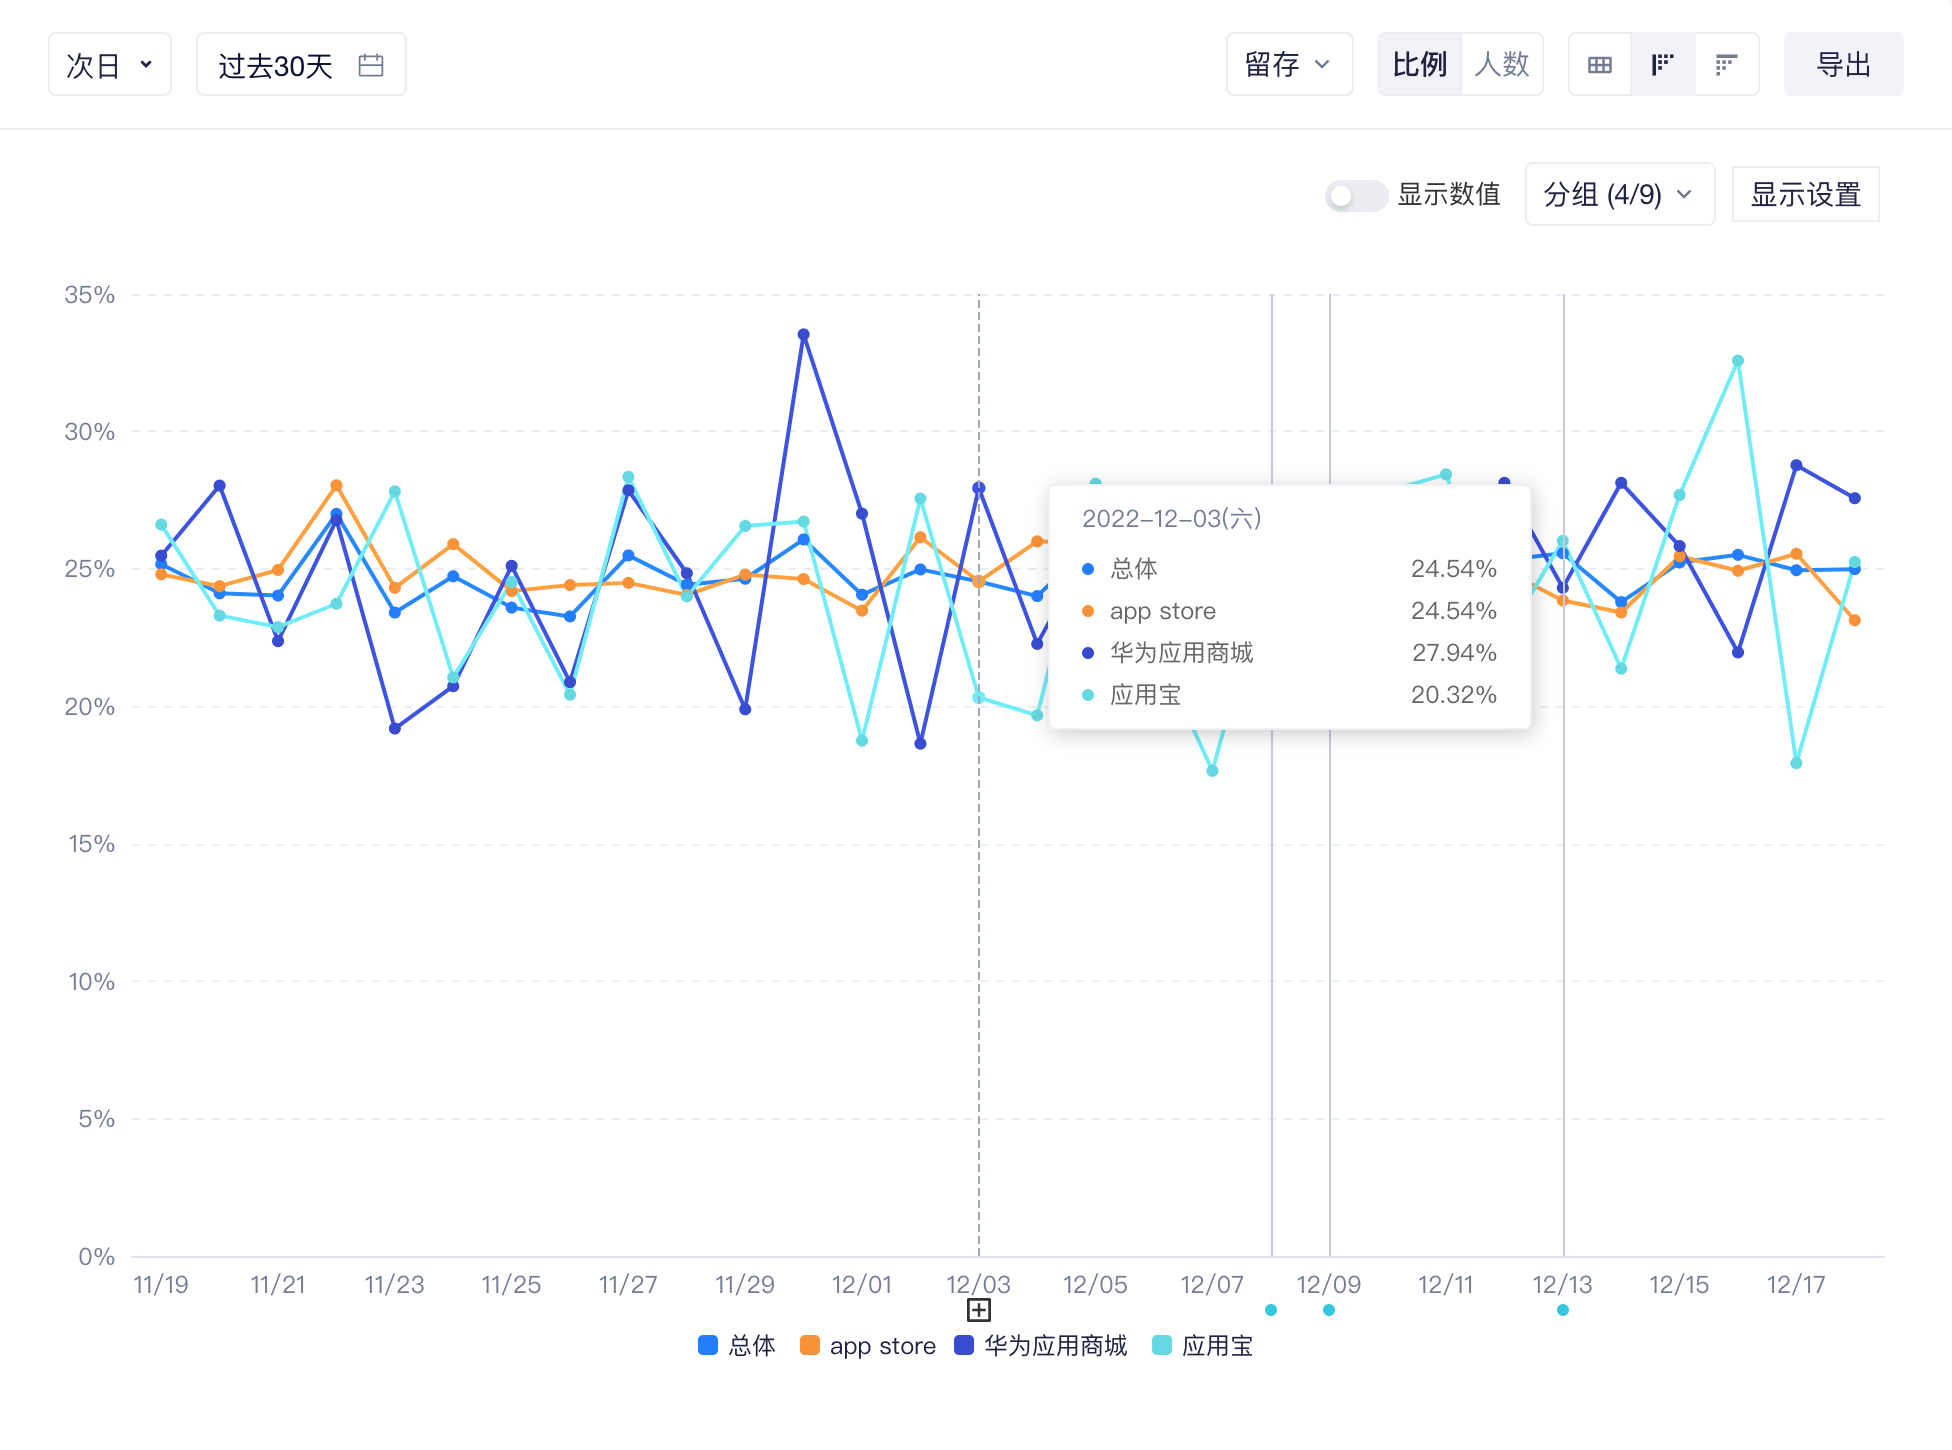 次日 过去30天 留存 比例 人数 导出
显示数值 分组 (4/9) 显示设置
35%
30%
25%
20%
15%
10%
5%
0%
2022-12-03(六)
总体 24.54%
app store 24.54%
华为应用商城 27.94%
应用宝 20.32%
11/19 11/21 11/23 11/25 11/27 11/29 12/01 12/03 12/05 12/07 12/09 12/11 12/13 12/15 12/17
总体 app store 华为应用商城 应用宝